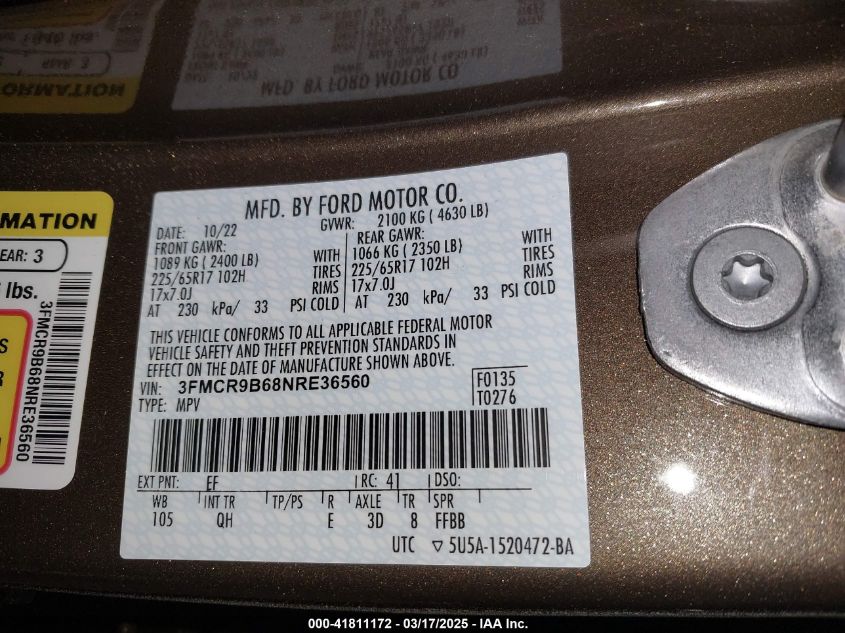 MFD. BY FORD MOTOR CO.
DATE: 10/22 GVWR: 2100 KG ( 4630 LB)
FRONT GAWR: REAR GAWR:
1089 KG ( 2400 LB) WITH 1066 KG ( 2350 LB) WITH
225/65R17 102H TIRES 225/65R17 102H TIRES
17x7.0J RIMS 17x7.0J RIMS
AT 230 kPa/ 33 PSI COLD AT 230 kPa/ 33 PSI COLD
THIS VEHICLE CONFORMS TO ALL APPLICABLE FEDERAL MOTOR
VEHICLE SAFETY AND THEFT PREVENTION STANDARDS IN
EFFECT ON THE DATE OF MANUFACTURE SHOWN ABOVE.
VIN: 3FMCR9B68NRE36560 F0135
TYPE: MPV T0276
EXT PNT: EF RC: 41 DSO:
WB INT TR TP/PS R AXLE TR SPR
105 QH E 3D 8 FFBB
UTC ▽ 5U5A-1520472-BA
MATION
EAR: 3
lbs.
3FMCR9B68NRE36560
000-41811172 - 03/17/2025 - IAA Inc.